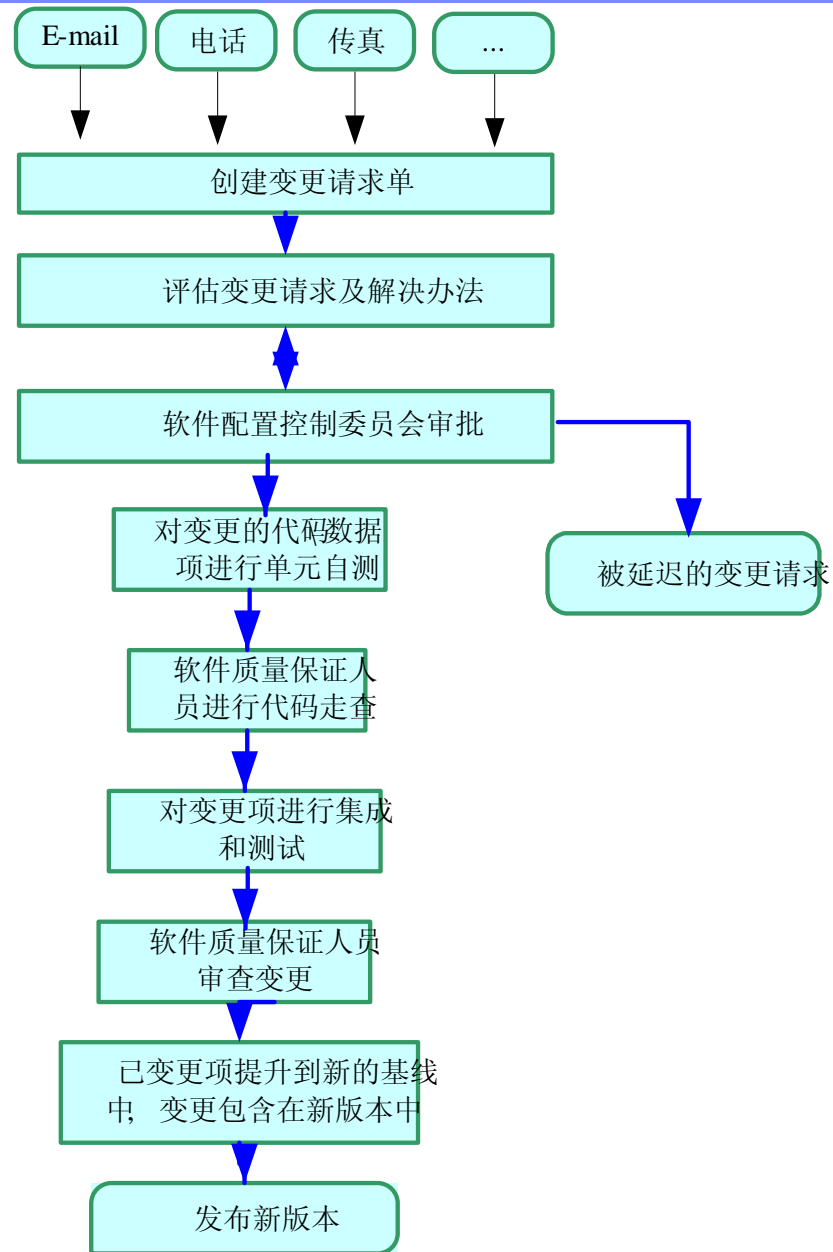 E-mail
电话
传真
...
创建变更请求单
评估变更请求及解决办法
软件配置控制委员会审批
对变更的代码数据
项进行单元自测
被延迟的变更请求
软件质量保证人
员进行代码走查
对变更项进行集成
和测试
软件质量保证人员
审查变更
已变更项提升到新的基线
中, 变更包含在新版本中
发布新版本